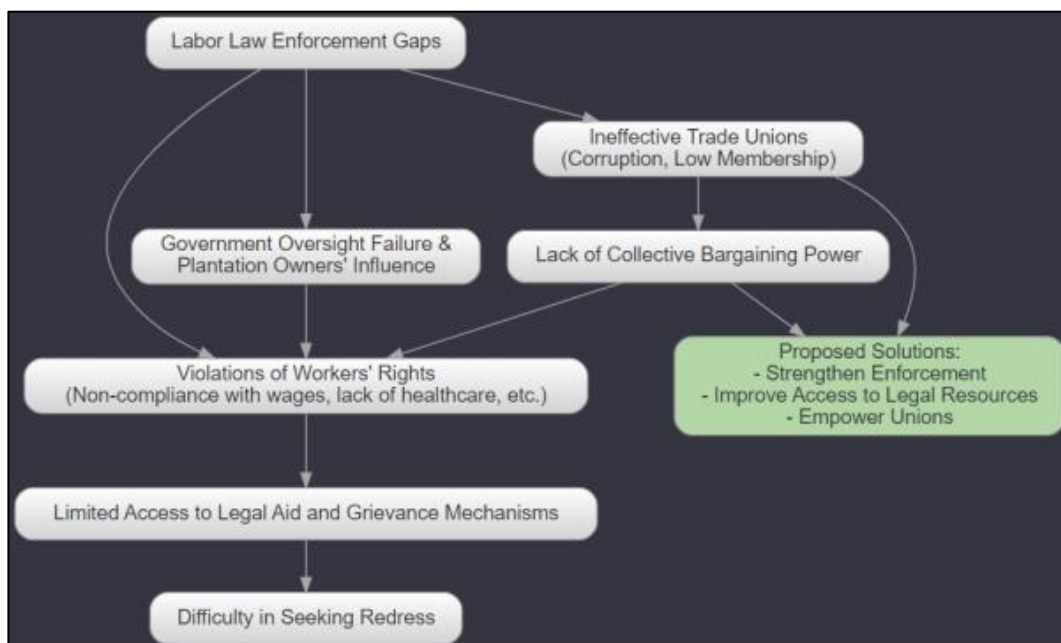 Labor Law Enforcement Gaps
Ineffective Trade Unions
(Corruption, Low Membership)
Government Oversight Failure &
Plantation Owners' Influence
Lack of Collective Bargaining Power
Violations of Workers' Rights
(Non-compliance with wages, lack of healthcare, etc.)
Proposed Solutions:
- Strengthen Enforcement
- Improve Access to Legal Resources
- Empower Unions
Limited Access to Legal Aid and Grievance Mechanisms
Difficulty in Seeking Redress